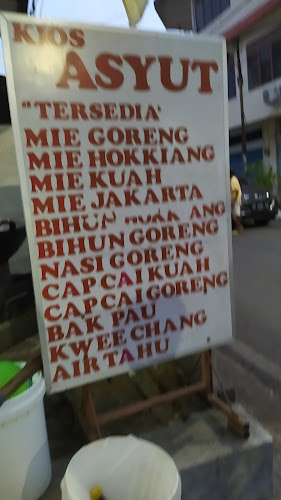 KIOS
ASYUT
"TERSEDIA'
MIE GORENG
MIE HOKKIANG
MIE KUAH
MIE JAKARTA
BIHUN
BIHUN GORENG
NASI GORENG
CAPCAI KUAH
CAPCAI GORENG
BAK PAU
KWEE CHANG
AIR TAHU